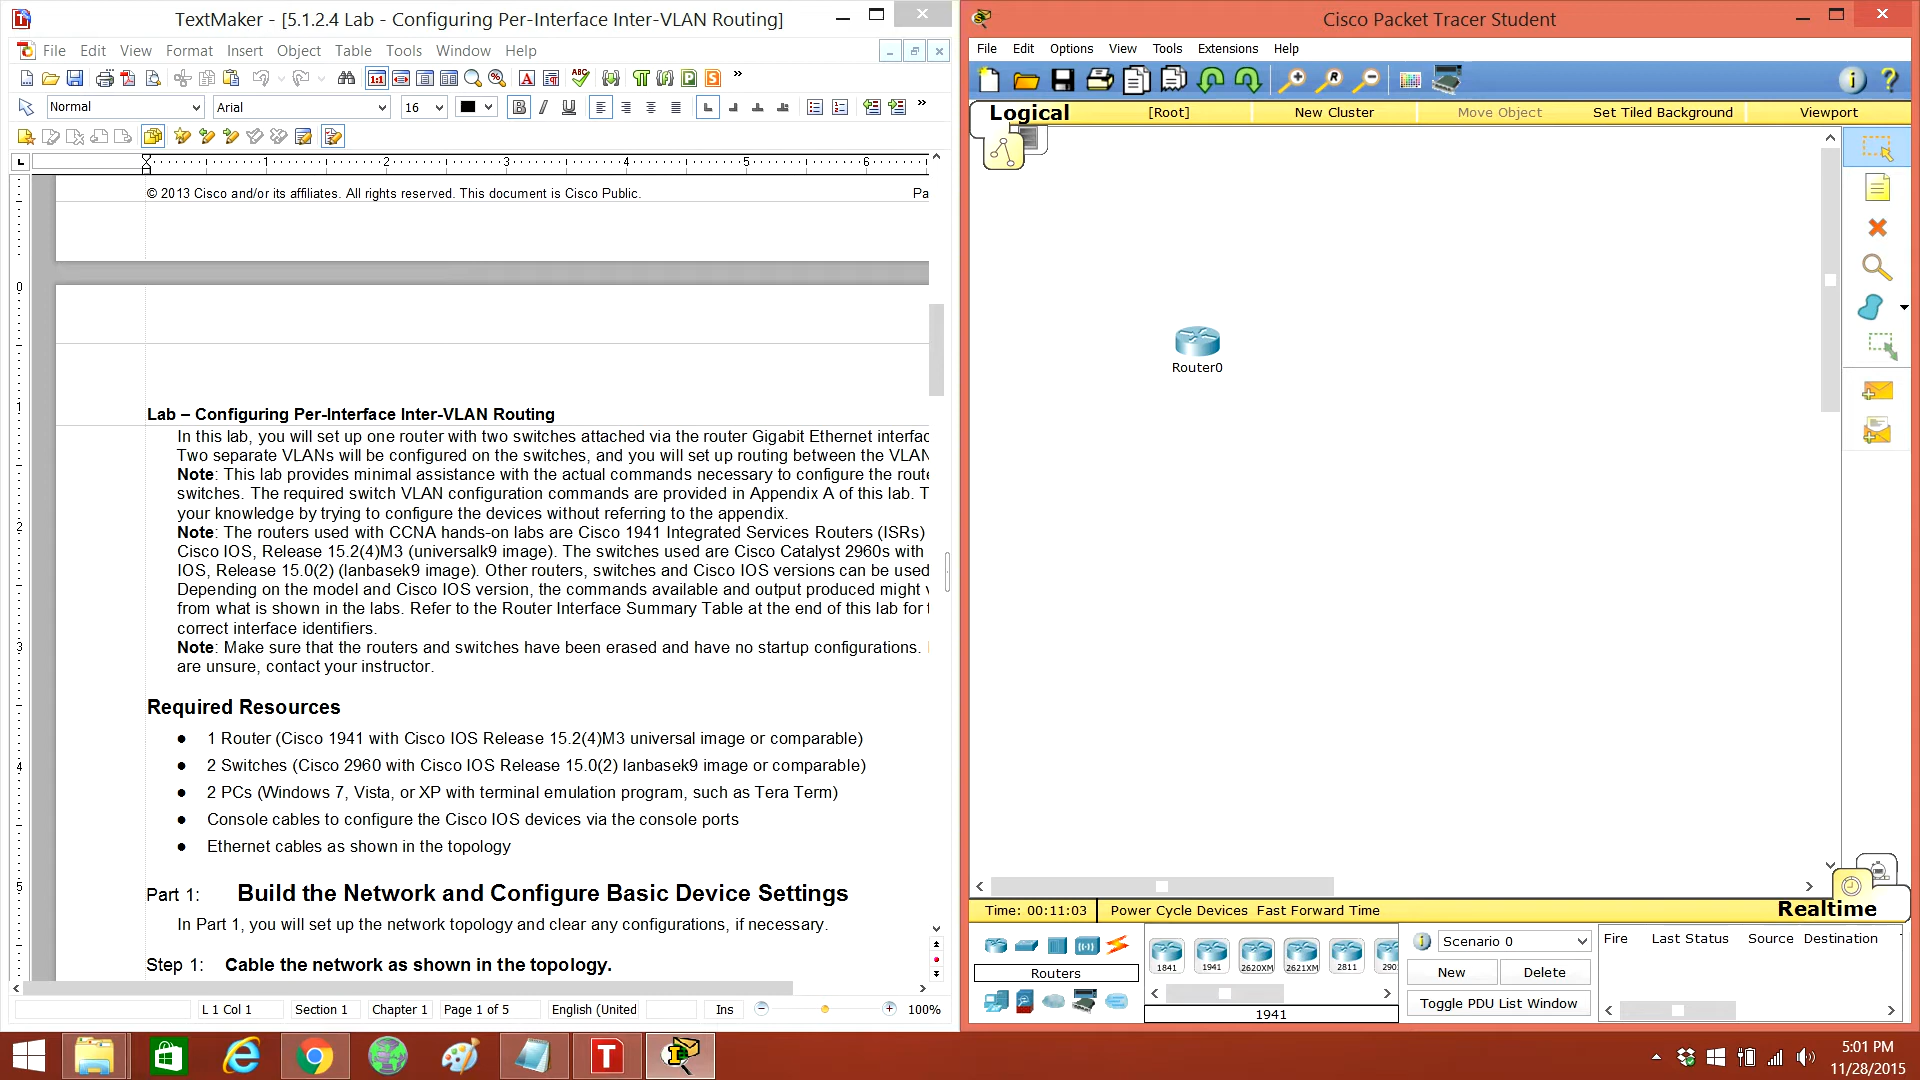 TextMaker - [5.1.2.4 Lab - Configuring Per-Interface Inter-VLAN Routing]
File Edit View Format Insert Object Table Tools Window Help
Normal Arial 16
1 2 3 4 5 6
© 2013 Cisco and/or its affiliates. All rights reserved. This document is Cisco Public. Pa
Lab – Configuring Per-Interface Inter-VLAN Routing
In this lab, you will set up one router with two switches attached via the router Gigabit Ethernet interfac
Two separate VLANs will be configured on the switches, and you will set up routing between the VLAN
Note: This lab provides minimal assistance with the actual commands necessary to configure the route
switches. The required switch VLAN configuration commands are provided in Appendix A of this lab. T
your knowledge by trying to configure the devices without referring to the appendix.
Note: The routers used with CCNA hands-on labs are Cisco 1941 Integrated Services Routers (ISRs)
Cisco IOS, Release 15.2(4)M3 (universalk9 image). The switches used are Cisco Catalyst 2960s with
IOS, Release 15.0(2) (lanbasek9 image). Other routers, switches and Cisco IOS versions can be used
Depending on the model and Cisco IOS version, the commands available and output produced might v
from what is shown in the labs. Refer to the Router Interface Summary Table at the end of this lab for t
correct interface identifiers.
Note: Make sure that the routers and switches have been erased and have no startup configurations.
are unsure, contact your instructor.
Required Resources
● 1 Router (Cisco 1941 with Cisco IOS Release 15.2(4)M3 universal image or comparable)
● 2 Switches (Cisco 2960 with Cisco IOS Release 15.0(2) lanbasek9 image or comparable)
● 2 PCs (Windows 7, Vista, or XP with terminal emulation program, such as Tera Term)
● Console cables to configure the Cisco IOS devices via the console ports
● Ethernet cables as shown in the topology
Part 1: Build the Network and Configure Basic Device Settings
In Part 1, you will set up the network topology and clear any configurations, if necessary.
Step 1: Cable the network as shown in the topology.
0
1
2
3
4
5
L 1 Col 1 Section 1 Chapter 1 Page 1 of 5 English (United Ins 100%
Cisco Packet Tracer Student
File Edit Options View Tools Extensions Help
Logical [Root] New Cluster Move Object Set Tiled Background Viewport
Router0
Time: 00:11:03 Power Cycle Devices Fast Forward Time
Realtime
Routers
1841 1941 2620XM 2621XM 2811 290
1941
Scenario 0
New Delete
Toggle PDU List Window
Fire Last Status Source Destination
5:01 PM
11/28/2015